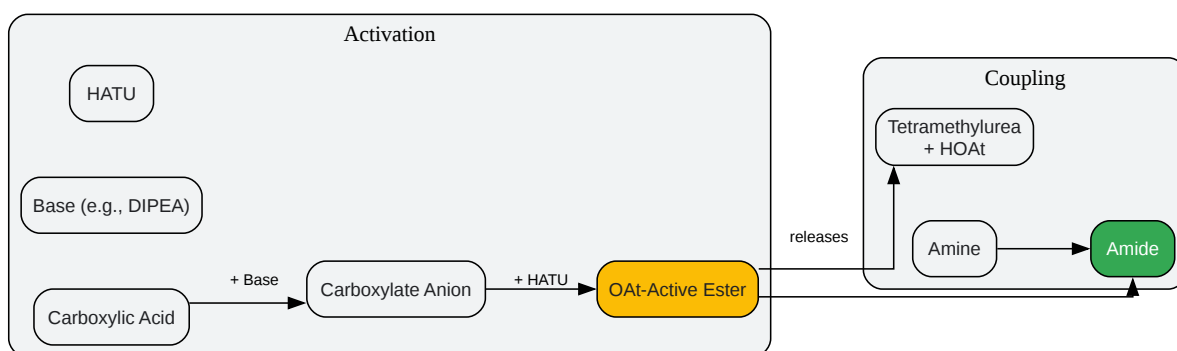 Activation
HATU
Base (e.g., DIPEA)
Carboxylic Acid
+ Base
Carboxylate Anion
+ HATU
OAt-Active Ester
releases
Coupling
Tetramethylurea
+ HOAt
Amine
Amide